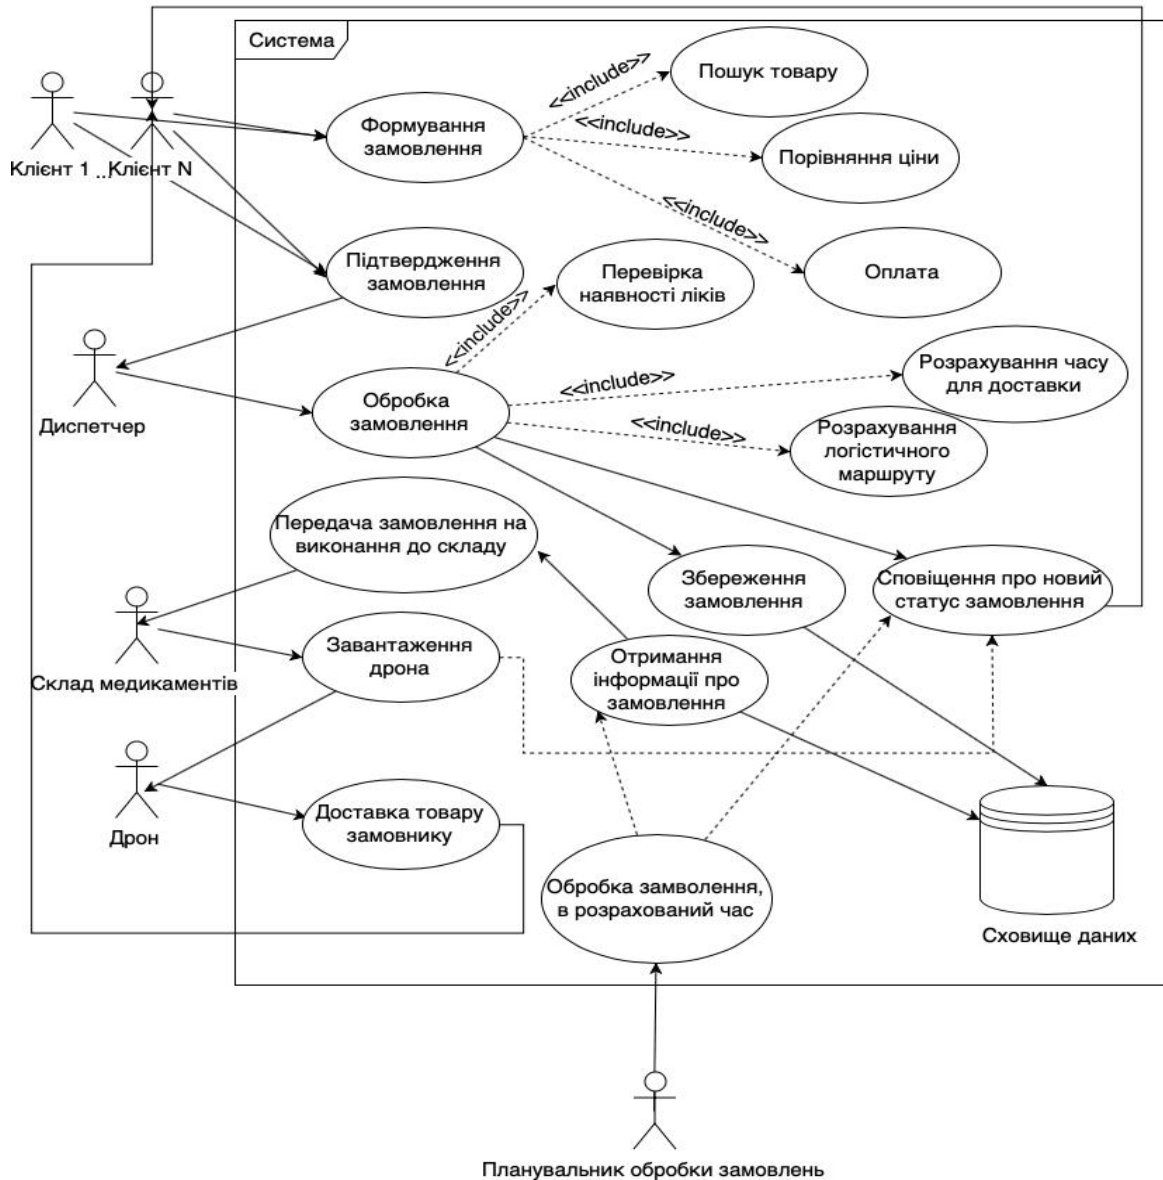 Система
<<include>>
Пошук товару
Формування
замовлення
<<include>>
Порівняння ціни
Клієнт 1
...
Клієнт N
<<include>>
Підтвердження
замовлення
Перевірка
наявності ліків
Оплата
<<include>>
Диспетчер
Обробка
замовлення
<<include>>
Розрахування часу
для доставки
<<include>>
Розрахування
логістичного
маршруту
Передача замовлення на
виконання до складу
Збереження
замовлення
Сповіщення про новий
статус замовлення
Склад медикаментів
Завантаження
дрона
Отримання
інформації про
замовлення
Дрон
Доставка товару
замовнику
Обробка замволення,
в розрахований час
Сховище даних
Планувальник обробки замовлень